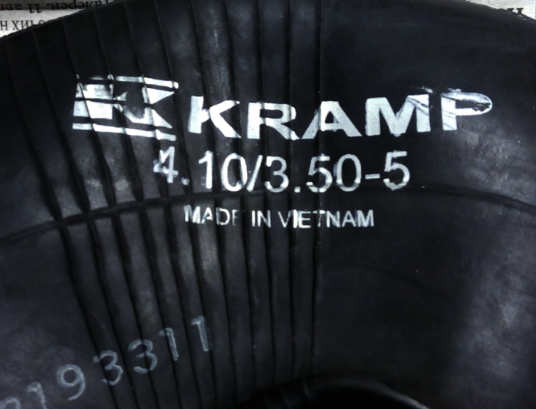 KRAMP
4.10/3.50-5
MADE IN VIETNAM
193311